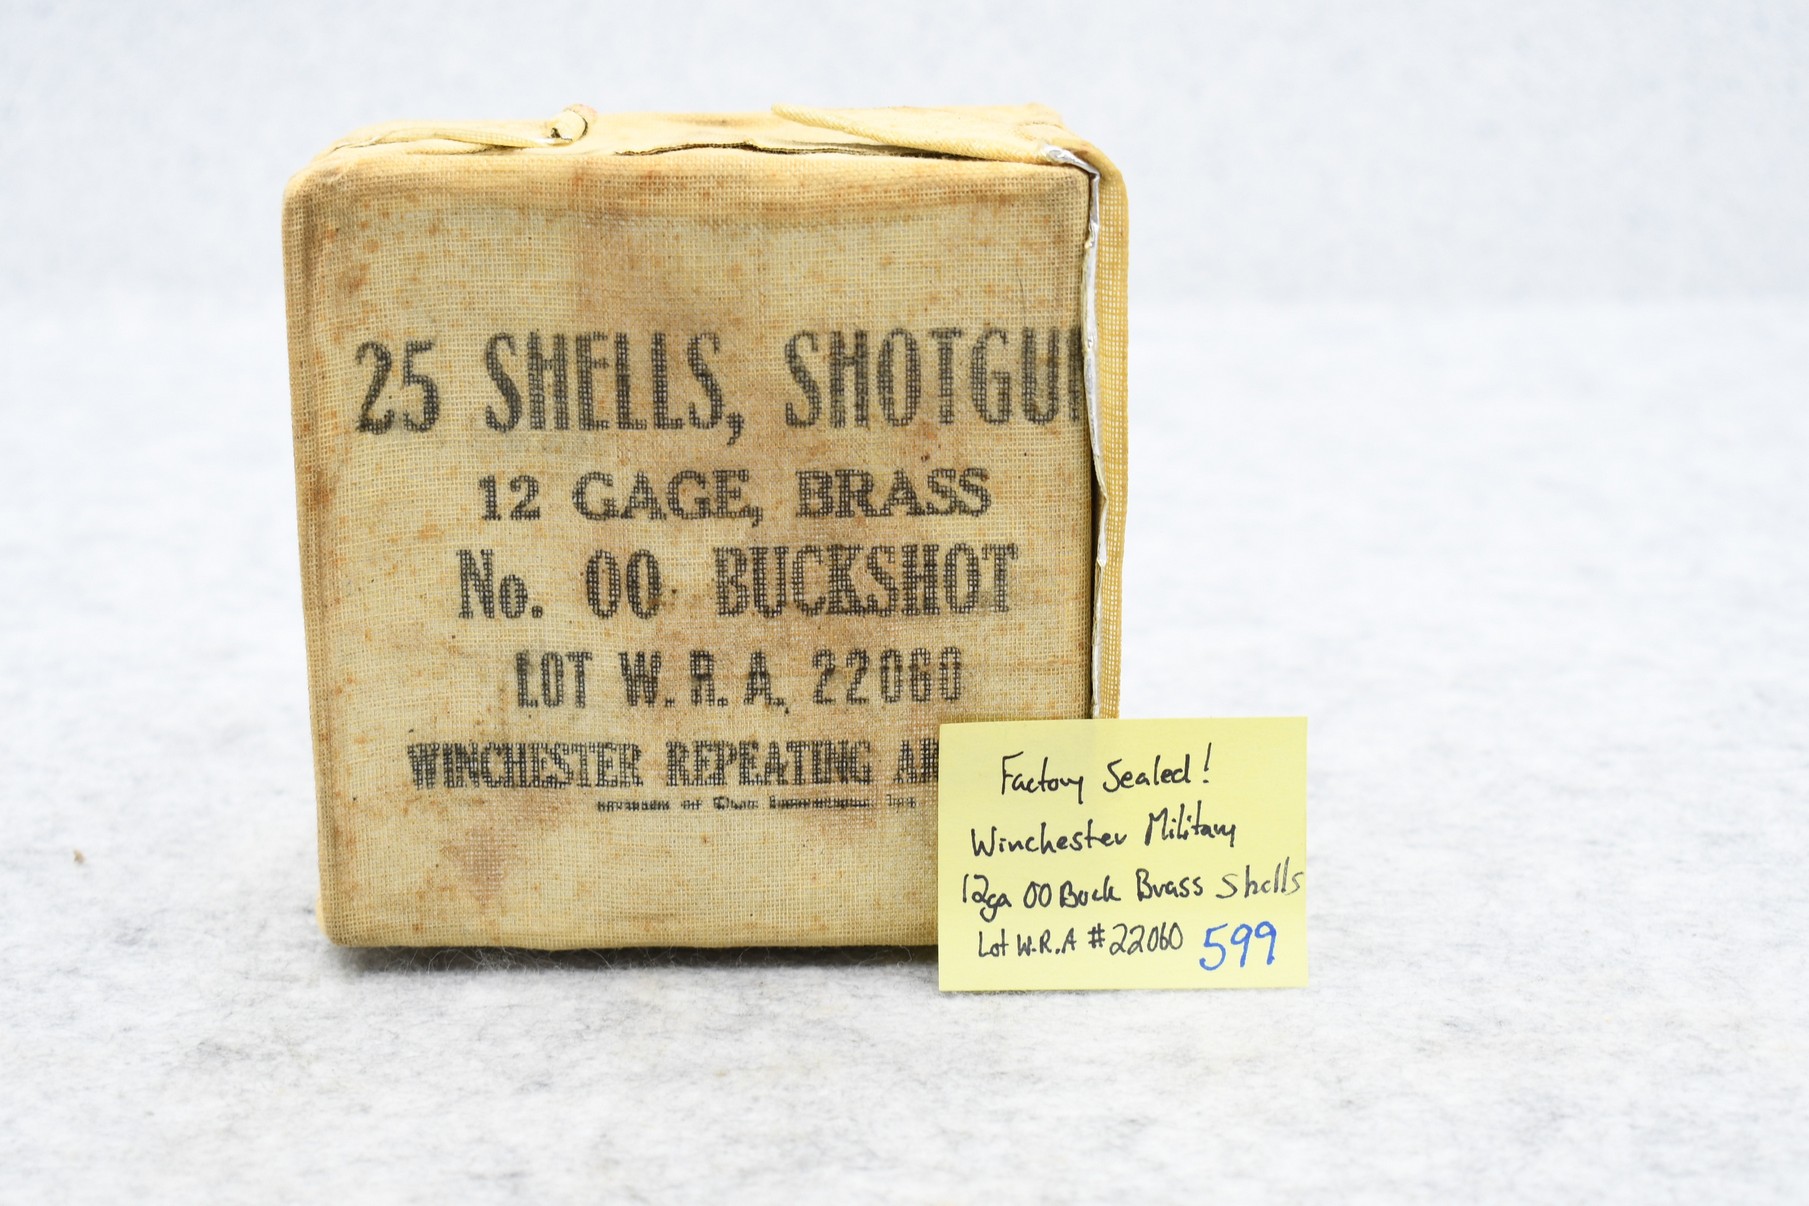 25 SHELLS, SHOTGUN
12 GAGE, BRASS
No. 00 BUCKSHOT
LOT W.R.A. 22060
WINCHESTER REPEATING
Factory Sealed!
Winchester Military
12ga 00 Buck Brass Shells
Lot W.R.A #22060 599